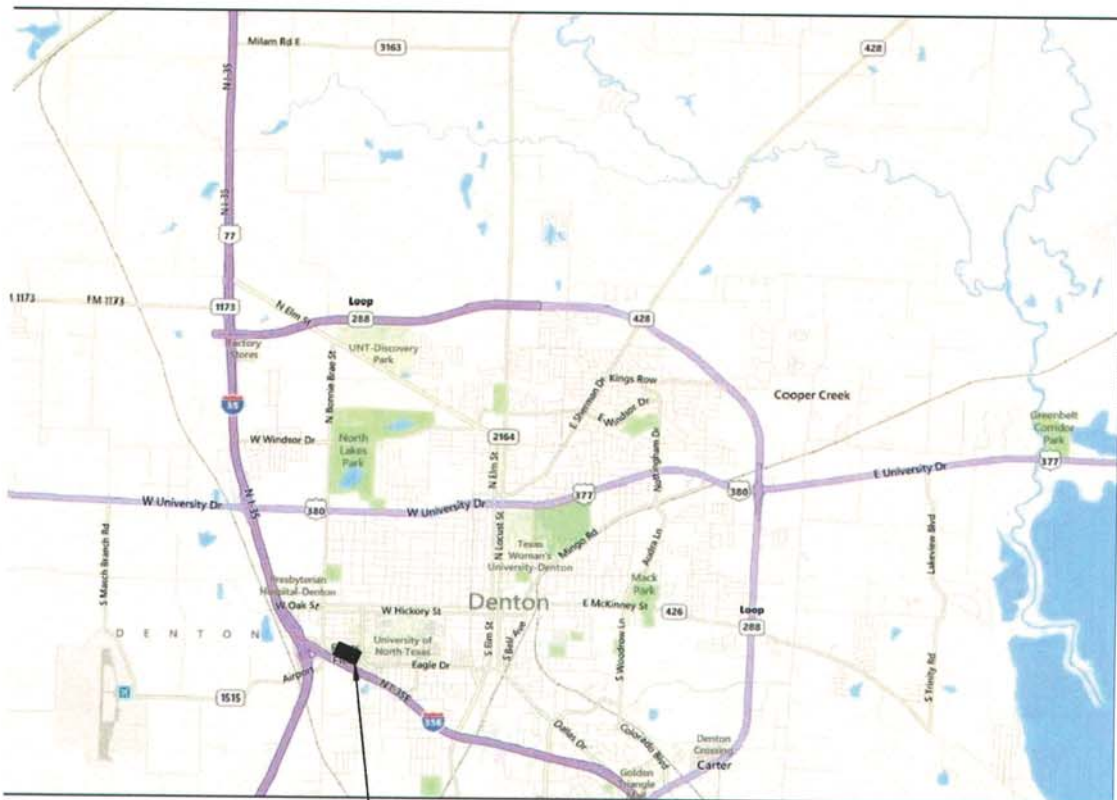 Milam Rd E
3163
428
N I-35
N I-35
77
FM 1173
1173
N Elm St
Loop
288
428
Factory
Stores
UNT-Discovery
Park
N Bonnie Brae St
Kings Row
E Sherman Dr
E Windsor Dr
Cooper Creek
35
W Windsor Dr
North
Lakes
Park
2164
Nottingham Dr
Greenbelt
Corridor
Park
377
N Elm St
E University Dr
W University Dr
N I-35
380
W University Dr
377
380
N Locust St
Texas
Woman's
University-Denton
Mingo Rd
Audra Ln
Lakeview Blvd
S Masch Branch Rd
Presbyterian
Hospital-Denton
Mack
Park
W Oak St
W Hickory St
Denton
E McKinney St
426
Loop
288
DENTON
University of
North Texas
Eagle Dr
S Elm St
S Bell Ave
S Woodrow Ln
S Trinity Rd
Airport
1515
N I-35E
35E
Dallas Dr
Colorado Blvd
Denton
Crossing
Carter
Golden
Triangle
Mall